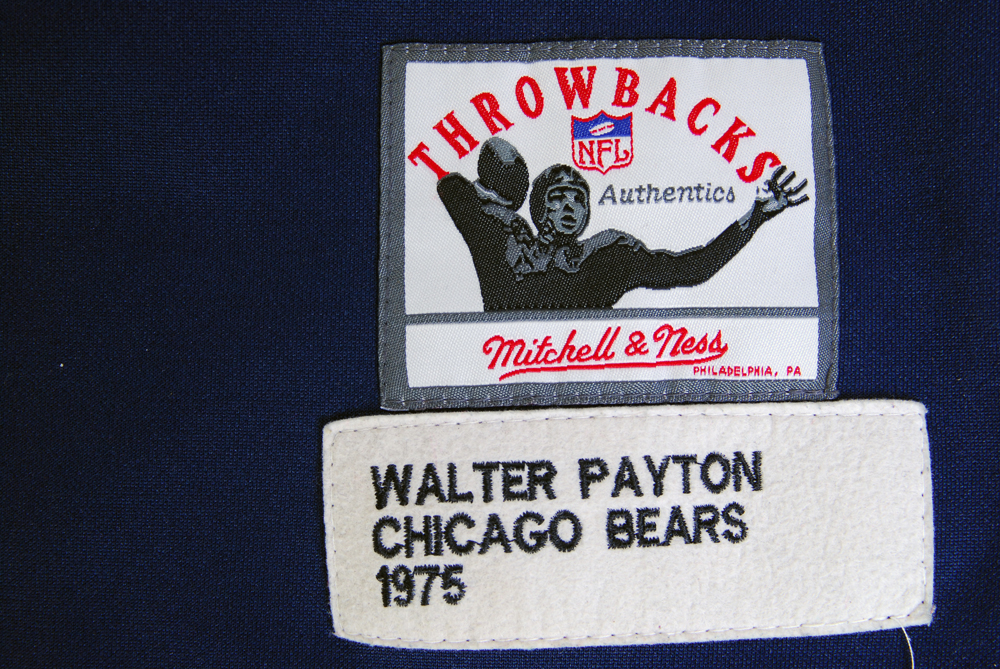 THROWBACKS
NFL
Authentics
Mitchell & Ness
PHILADELPHIA, PA
WALTER PAYTON
CHICAGO BEARS
1975